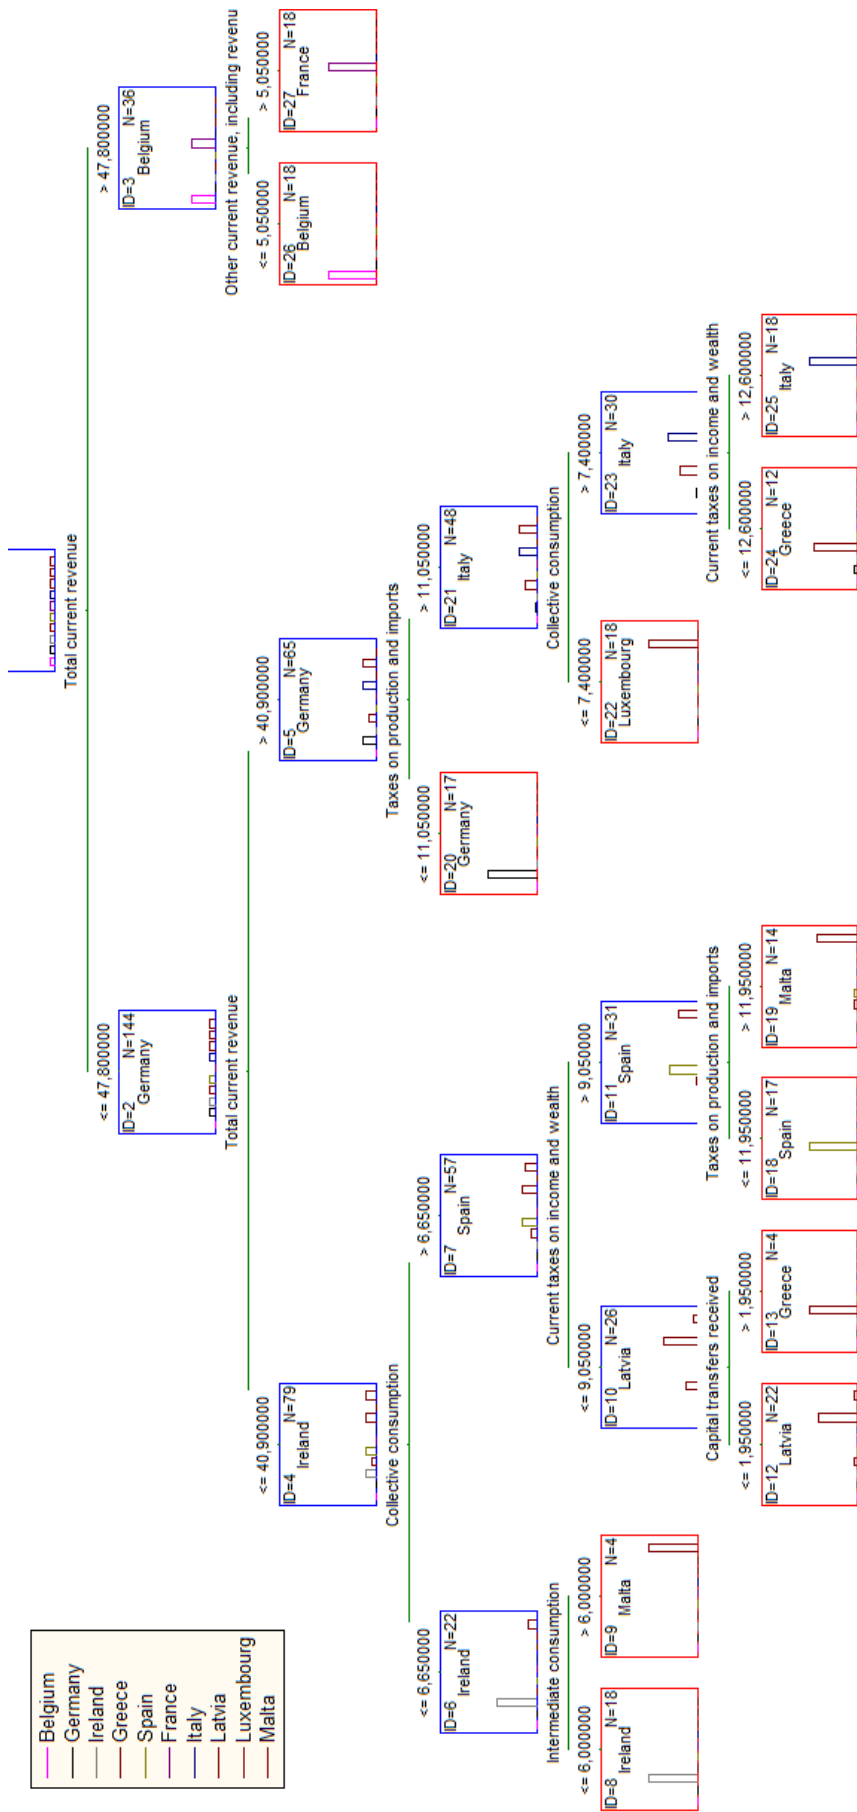 Belgium
Germany
Ireland
Greece
Spain
France
Italy
Latvia
Luxembourg
Malta
Total current revenue
<= 47,800000
> 47,800000
ID=2 N=144
Germany
ID=3 N=36
Belgium
Total current revenue
Other current revenue, including revenu
<= 40,900000
> 40,900000
<= 5,050000
> 5,050000
ID=4 N=79
Ireland
ID=5 N=65
Germany
ID=26 N=18
Belgium
ID=27 N=18
France
Collective consumption
Taxes on production and imports
<= 6,650000
> 6,650000
<= 11,050000
> 11,050000
ID=6 N=22
Ireland
ID=7 N=57
Spain
ID=20 N=17
Germany
ID=21 N=48
Italy
Intermediate consumption
Current taxes on income and wealth
Collective consumption
<= 6,000000
> 6,000000
<= 9,050000
> 9,050000
<= 7,400000
> 7,400000
ID=8 N=18
Ireland
ID=9 N=4
Malta
ID=10 N=26
Latvia
ID=11 N=31
Spain
ID=22 N=18
Luxembourg
ID=23 N=30
Italy
Capital transfers received
Taxes on production and imports
Current taxes on income and wealth
<= 1,950000
> 1,950000
<= 11,950000
> 11,950000
<= 12,600000
> 12,600000
ID=12 N=22
Latvia
ID=13 N=4
Greece
ID=18 N=17
Spain
ID=19 N=14
Malta
ID=24 N=12
Greece
ID=25 N=18
Italy